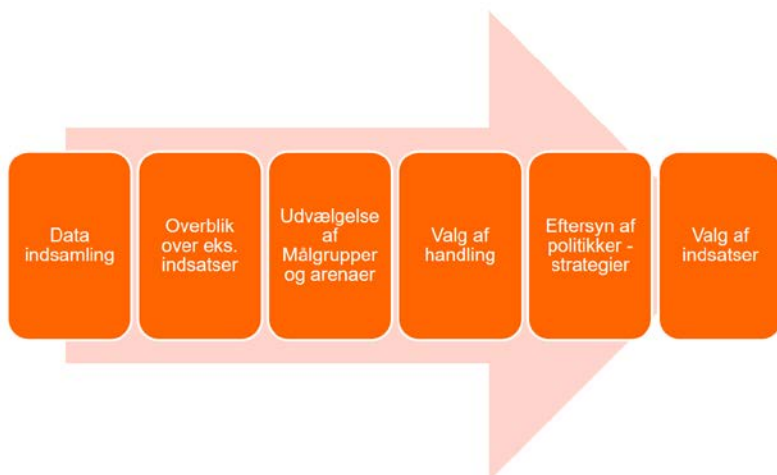 Data
indsamling
Overblik
over eks.
indsatser
Udvælgelse
af
Målgrupper
og arenaer
Valg af
handling
Eftersyn af
politikker -
strategier
Valg af
indsatser